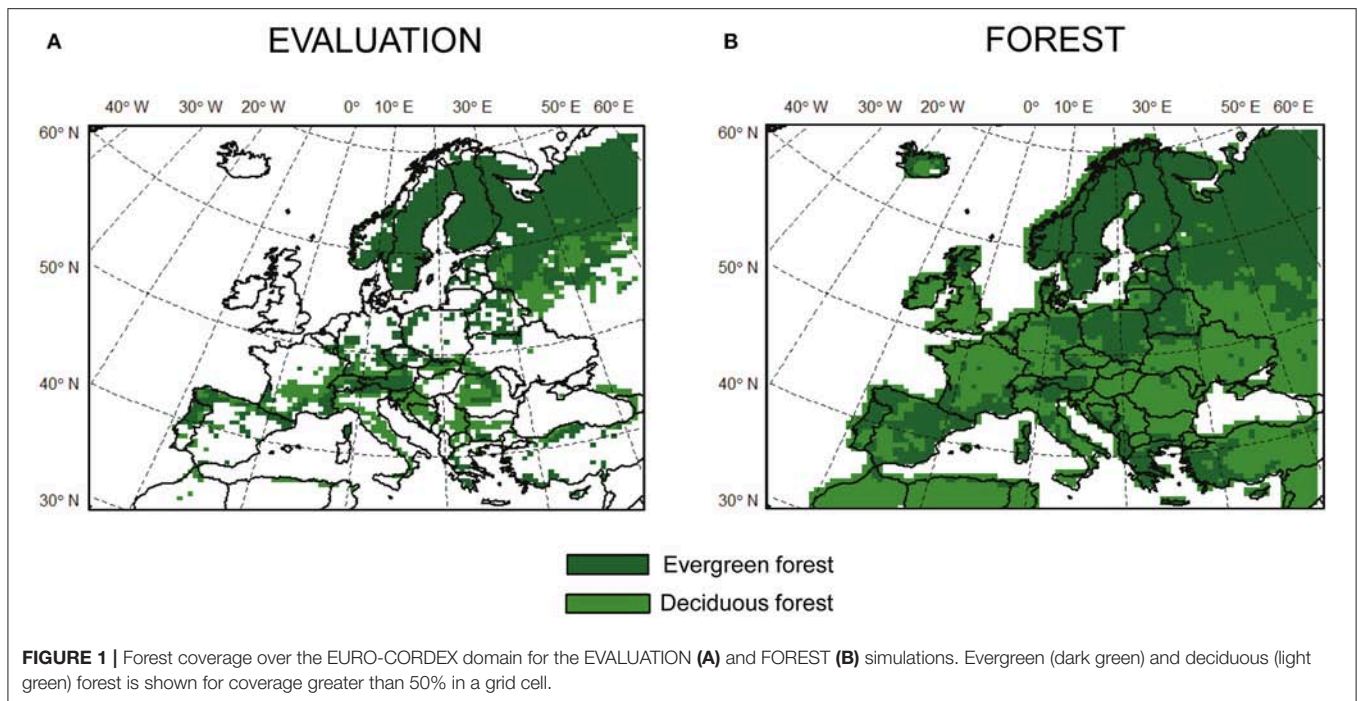 A
EVALUATION
B
FOREST
40° W 30° W 20° W 0° 10° E 30° E 50° E 60° E
60° N
50° N
40° N
30° N
40° W 30° W 20° W 0° 10° E 30° E 50° E 60° E
60° N
50° N
40° N
30° N
Evergreen forest
Deciduous forest
FIGURE 1 | Forest coverage over the EURO-CORDEX domain for the EVALUATION (A) and FOREST (B) simulations. Evergreen (dark green) and deciduous (light
green) forest is shown for coverage greater than 50% in a grid cell.